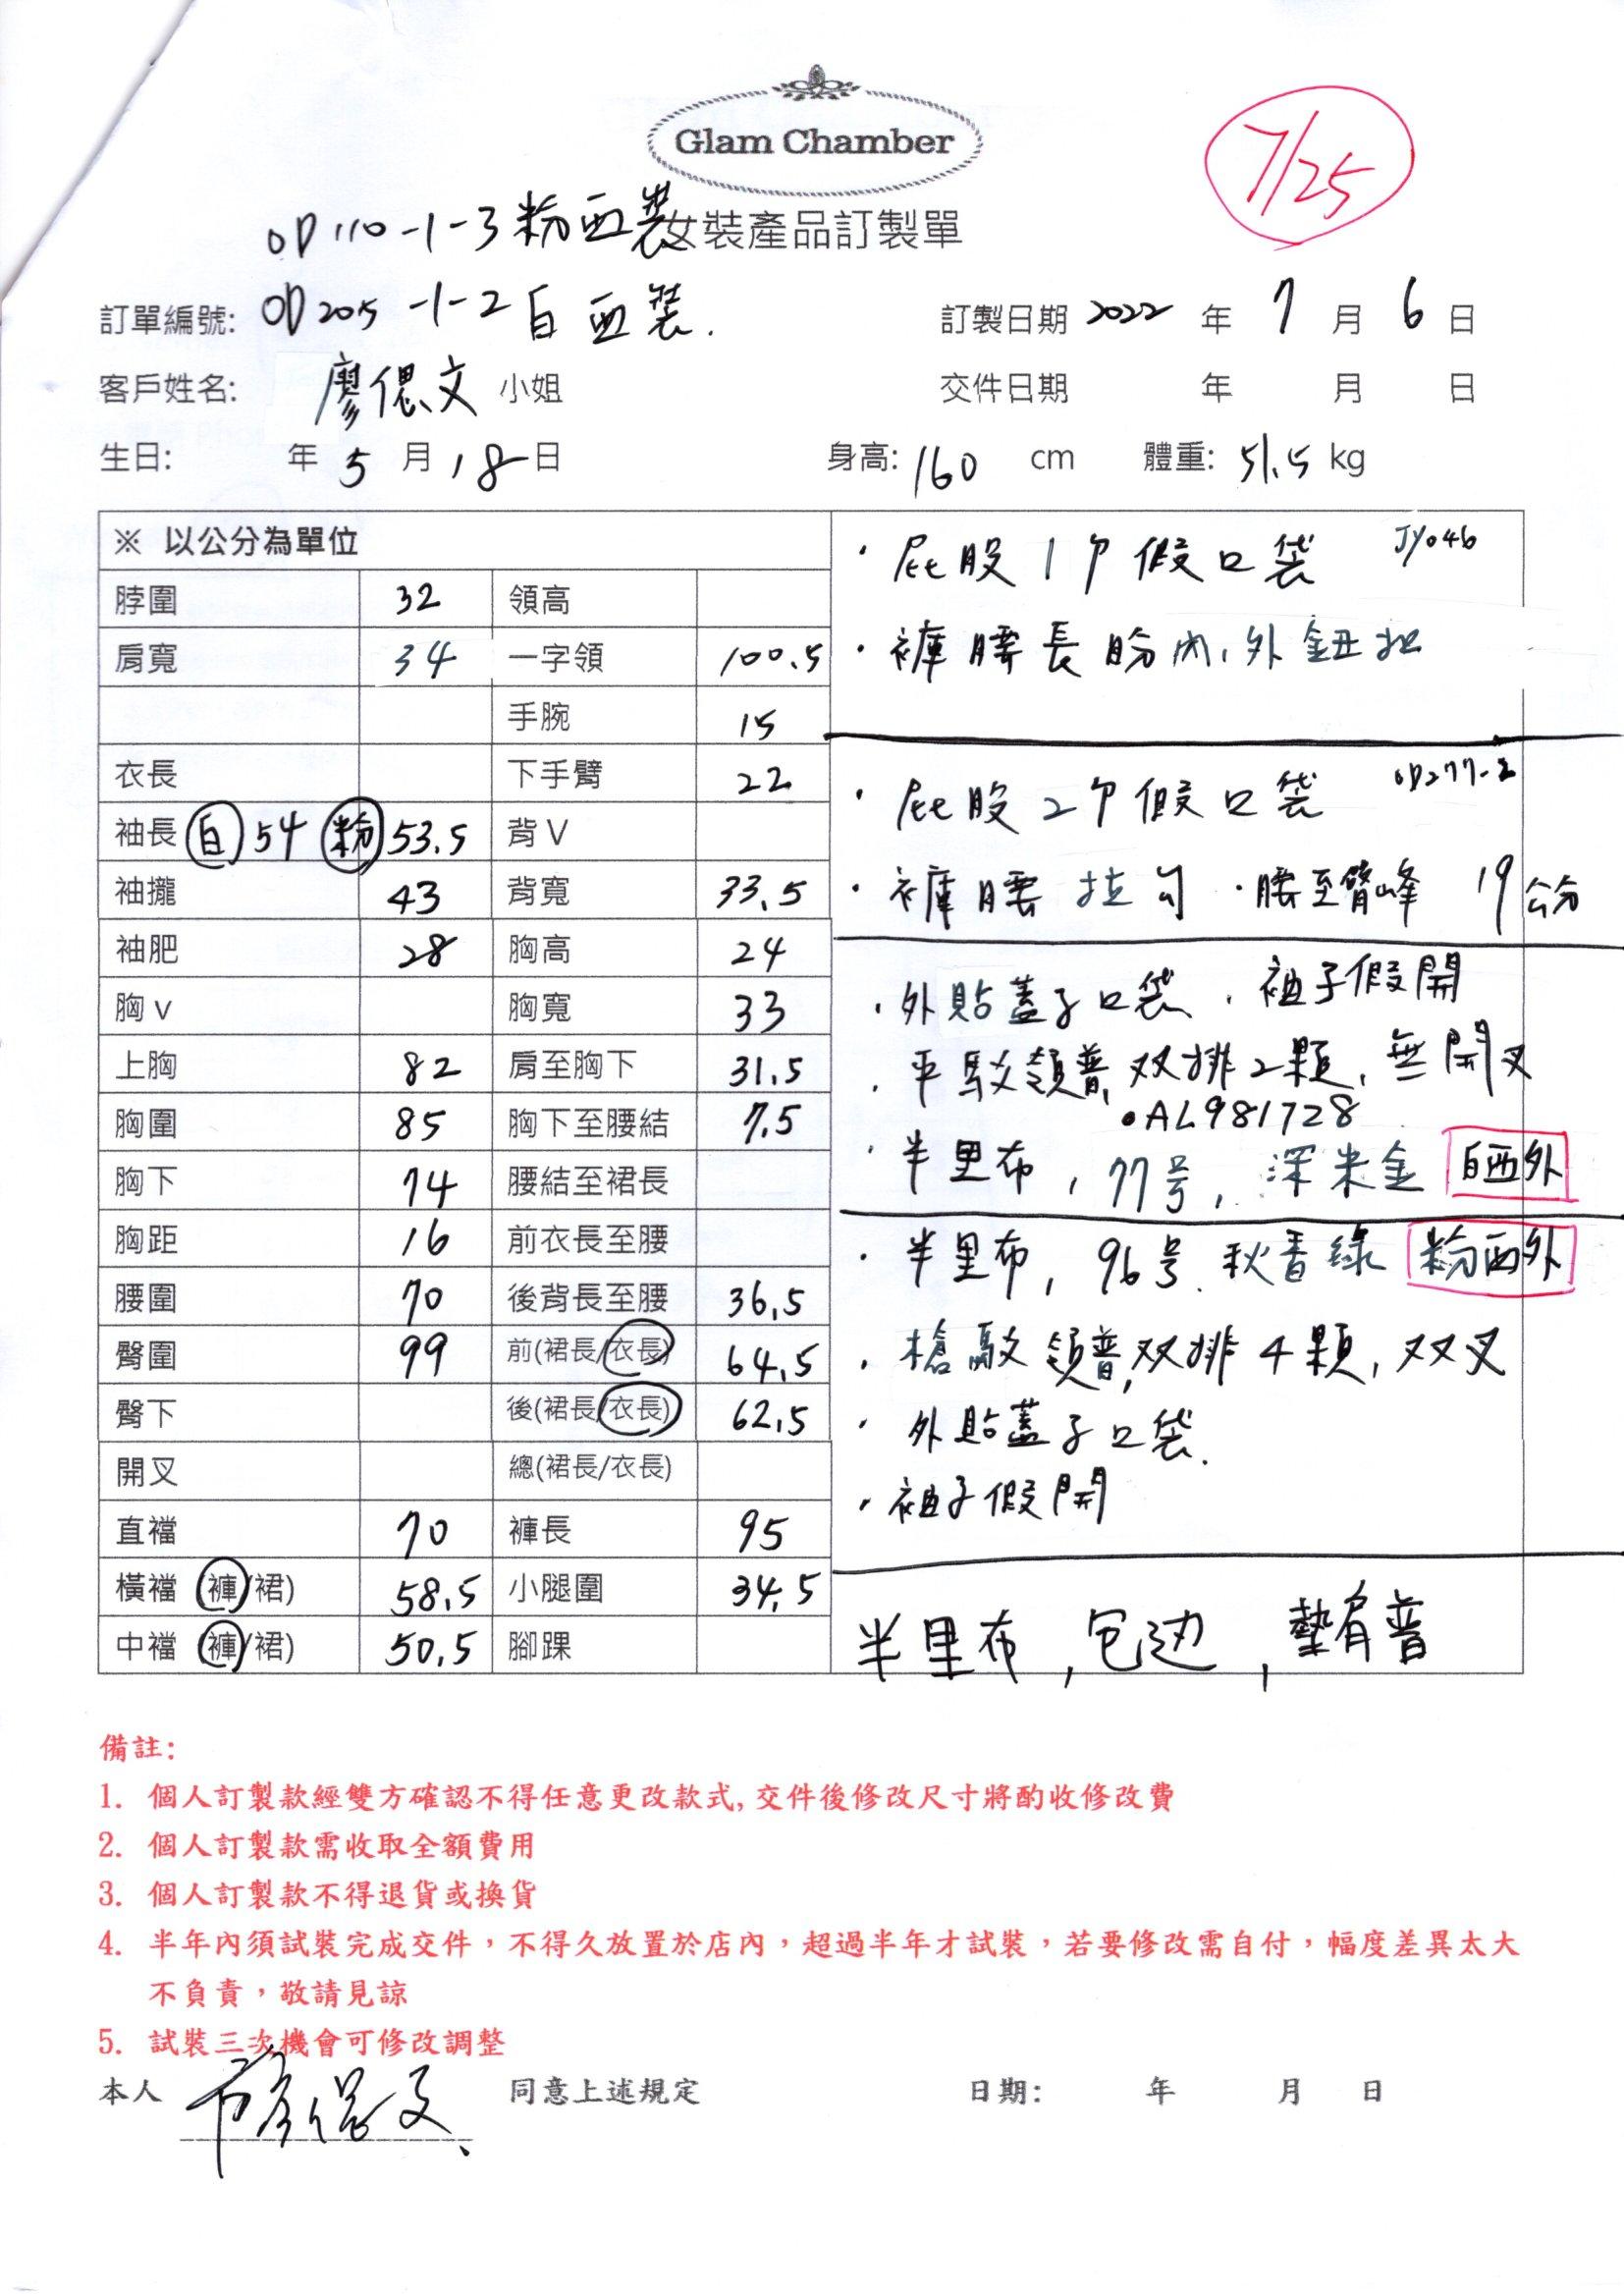 Glam Chamber
7/25
OD110-1-3 粉西裝
女裝產品訂製單
訂單編號: OD205-1-2 白西裝. 訂製日期 2022 年 7 月 6 日
客戶姓名: 廖偲文 小姐 交件日期 年 月 日
生日: 年 5 月 18 日 身高: 160 cm 體重: 51.5 kg
※ 以公分為單位
脖圍 32 領高
肩寬 34 一字領 100.5
手腕 15
衣長 下手臂 22
袖長 白 54 粉 53.5 背V
袖攏 43 背寬 33.5
袖肥 28 胸高 24
胸v 胸寬 33
上胸 82 肩至胸下 31.5
胸圍 85 胸下至腰結 7.5
胸下 74 腰結至裙長
胸距 16 前衣長至腰
腰圍 70 後背長至腰 36.5
臀圍 99 前(裙長/衣長) 64.5
臀下 後(裙長/衣長) 62.5
開叉 總(裙長/衣長)
直襠 70 褲長 95
橫襠 (褲/裙) 58.5 小腿圍 34.5
中襠 (褲/裙) 50.5 腳踝
·屁股1个假口袋 JY046
·褲腰長盼內,外鈕扣
·屁股2个假口袋 OD277-2
·褲腰拉勾 ·腰至臀峰 19公分
·外貼蓋子口袋、袖子假開
·平駁領普,双排2顆,無開叉
•AL981728
·半里布,77号,深米金 白西外
·半里布,96号.秋香綠 粉西外
·槍駁領普,双排4顆,双叉
·外貼蓋子口袋.
·袖子假開
半里布,包边,墊肩普
備註:
1. 個人訂製款經雙方確認不得任意更改款式,交件後修改尺寸將酌收修改費
2. 個人訂製款需收取全額費用
3. 個人訂製款不得退貨或換貨
4. 半年內須試裝完成交件，不得久放置於店內，超過半年才試裝，若要修改需自付，幅度差異太大
不負責，敬請見諒
5. 試裝三次機會可修改調整
本人 廖偲文 同意上述規定 日期: 年 月 日